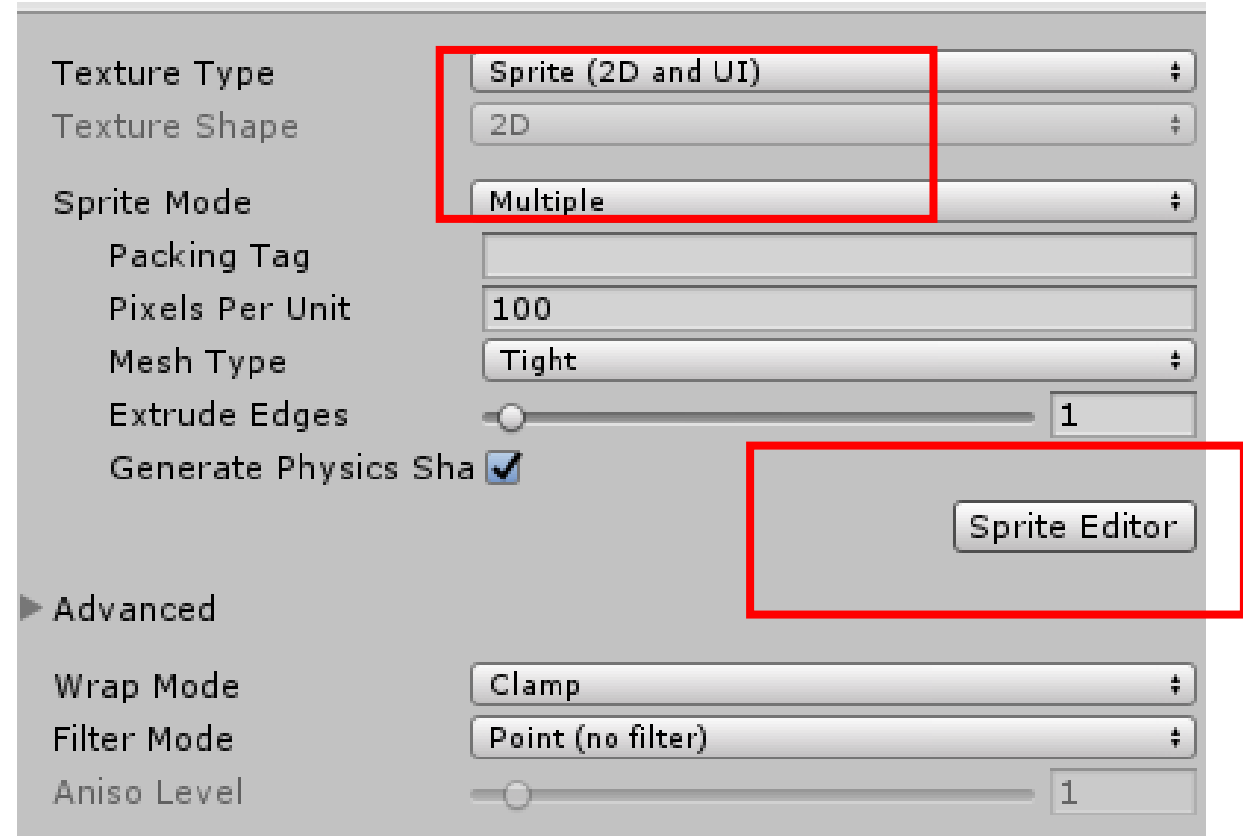 Texture Type Sprite (2D and UI)
Texture Shape 2D
Sprite Mode Multiple
Packing Tag
Pixels Per Unit 100
Mesh Type Tight
Extrude Edges 1
Generate Physics Sha
Sprite Editor
Advanced
Wrap Mode Clamp
Filter Mode Point (no filter)
Aniso Level 1